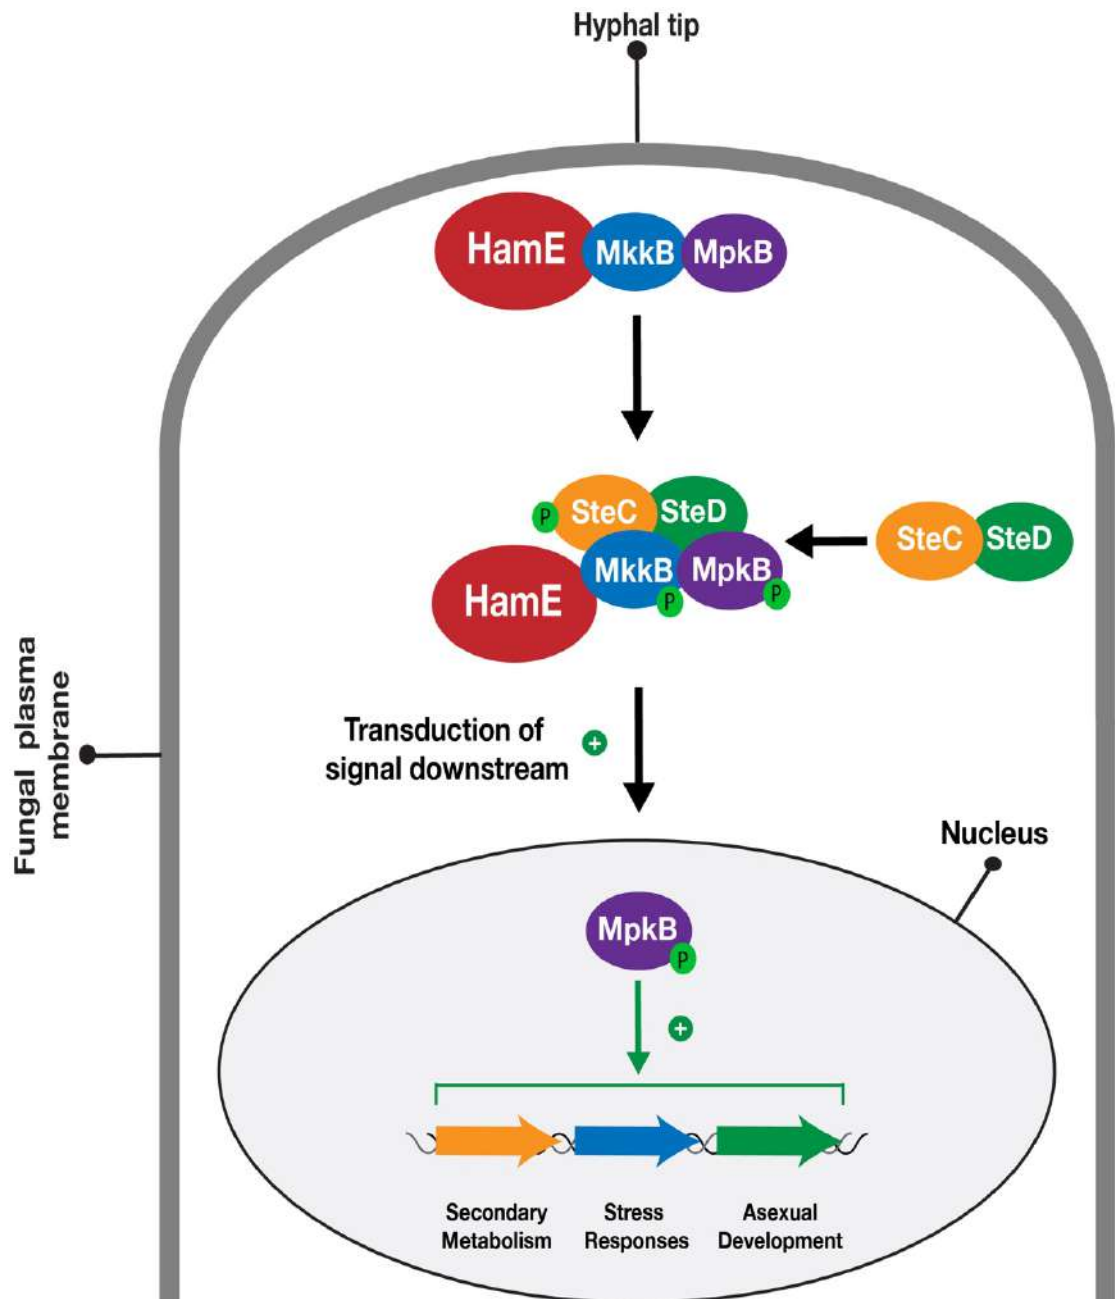 Hyphal tip
HamE
MkkB
MpkB
SteC
SteD
P
MkkB
MpkB
P
P
HamE
SteC
SteD
Fungal plasma
membrane
Transduction of
signal downstream
+
Nucleus
MpkB
P
+
Secondary
Metabolism
Stress
Responses
Asexual
Development